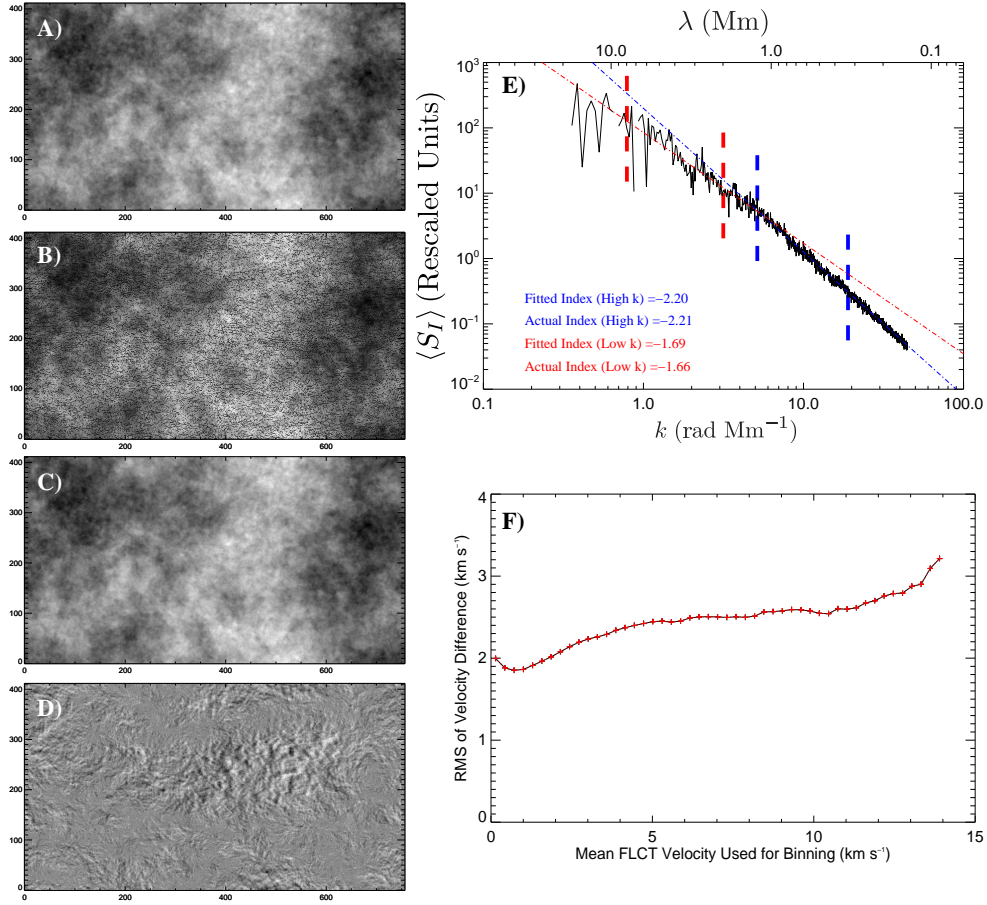 A)
400
300
200
100
0
0 200 400 600
B)
400
300
200
100
0
0 200 400 600
C)
400
300
200
100
0
0 200 400 600
D)
400
300
200
100
0
0 200 400 600
λ (Mm)
10.0 1.0 0.1
E)
⟨S_I⟩ (Rescaled Units)
10³
10²
10¹
10⁰
10⁻¹
10⁻²
Fitted Index (High k) =−2.20
Actual Index (High k) =−2.21
Fitted Index (Low k) =−1.69
Actual Index (Low k) =−1.66
0.1 1.0 10.0 100.0
k (rad Mm⁻¹)
F)
RMS of Velocity Difference (km s⁻¹)
4
3
2
1
0
0 5 10 15
Mean FLCT Velocity Used for Binning (km s⁻¹)